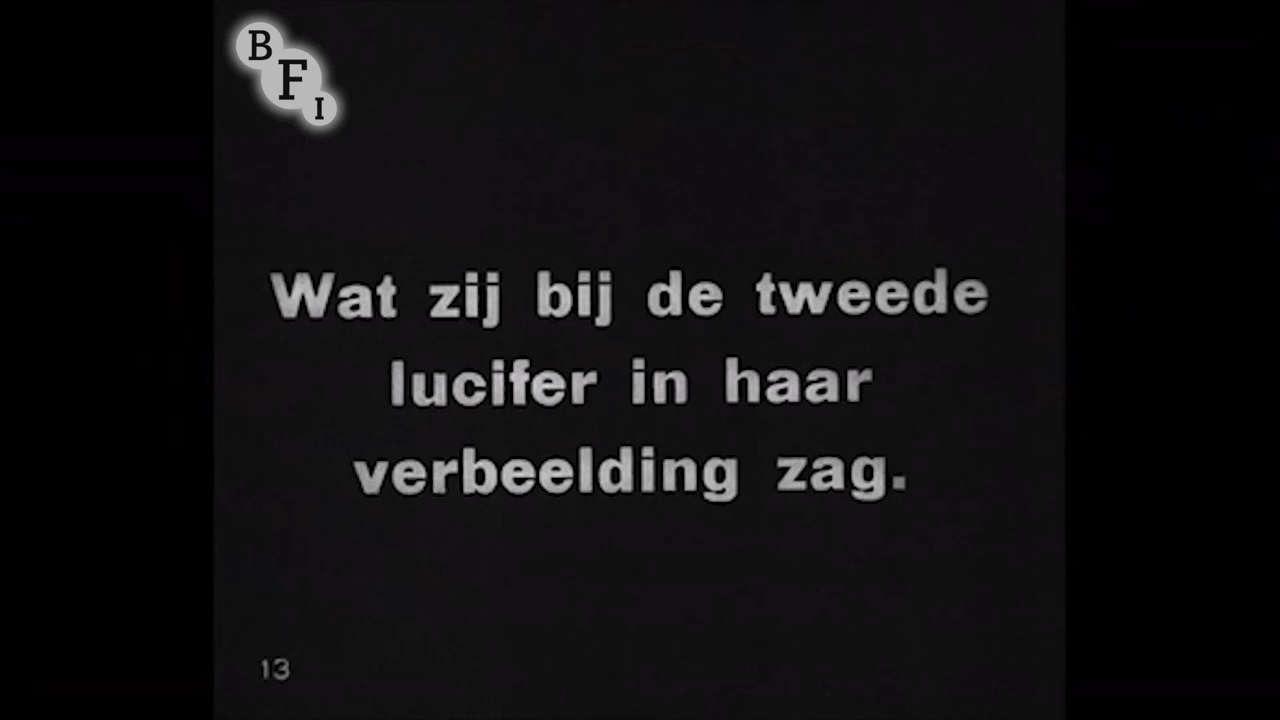 BFI
Wat zij bij de tweede
lucifer in haar
verbeelding zag.
13